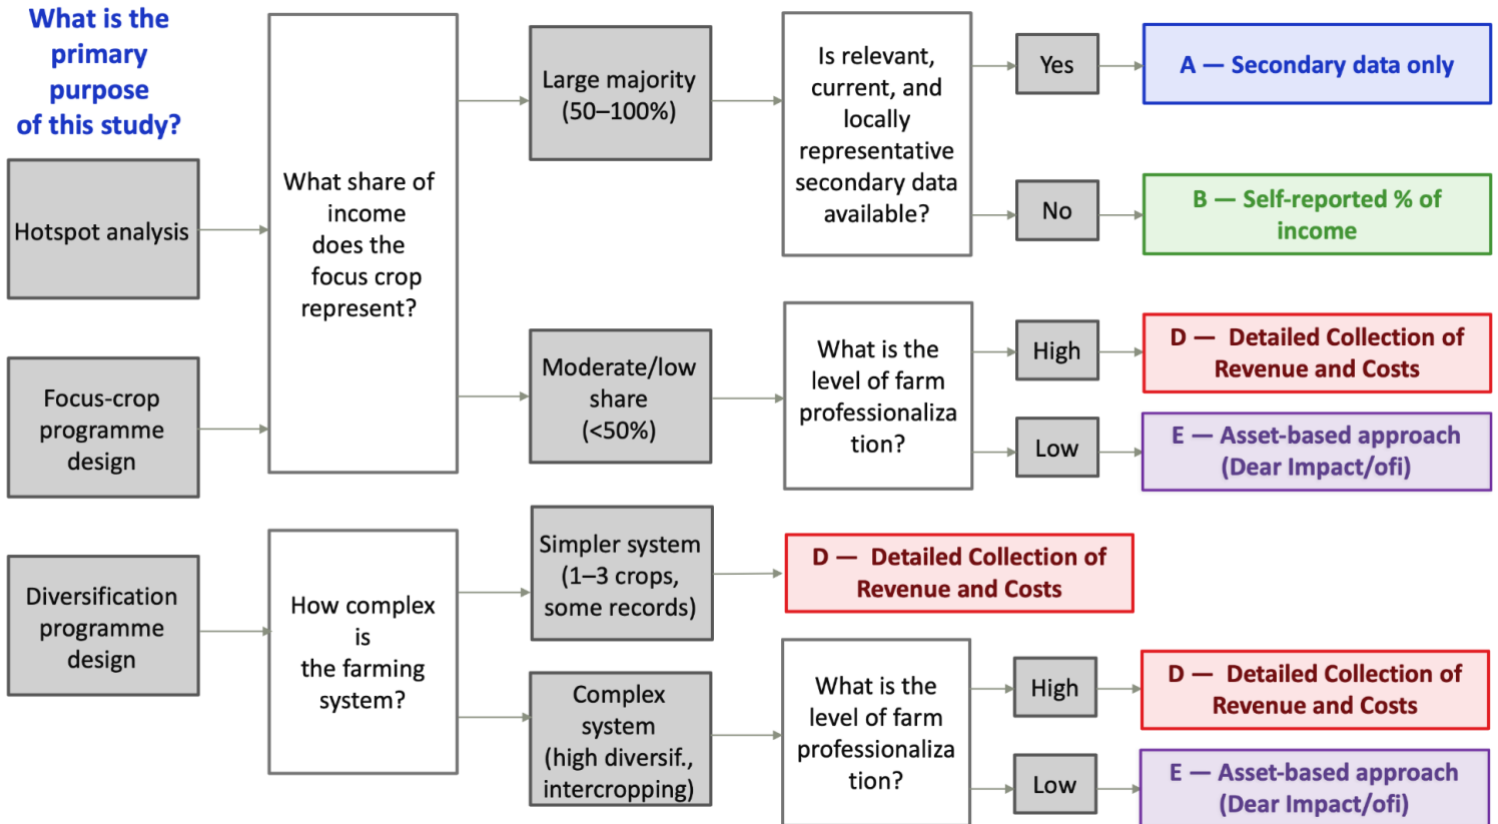 What is the
primary
purpose
of this study?
Hotspot analysis
Focus-crop
programme
design
Diversification
programme
design
What share of
income
does the
focus crop
represent?
How complex
is
the farming
system?
Large majority
(50–100%)
Moderate/low
share
(<50%)
Simpler system
(1–3 crops,
some records)
Complex
system
(high diversif.,
intercropping)
Is relevant,
current, and
locally
representative
secondary data
available?
Yes
No
A — Secondary data only
B — Self-reported % of
income
What is the
level of farm
professionaliza
tion?
High
Low
D — Detailed Collection of
Revenue and Costs
E — Asset-based approach
(Dear Impact/ofi)
D — Detailed Collection of
Revenue and Costs
What is the
level of farm
professionaliza
tion?
High
Low
D — Detailed Collection of
Revenue and Costs
E — Asset-based approach
(Dear Impact/ofi)